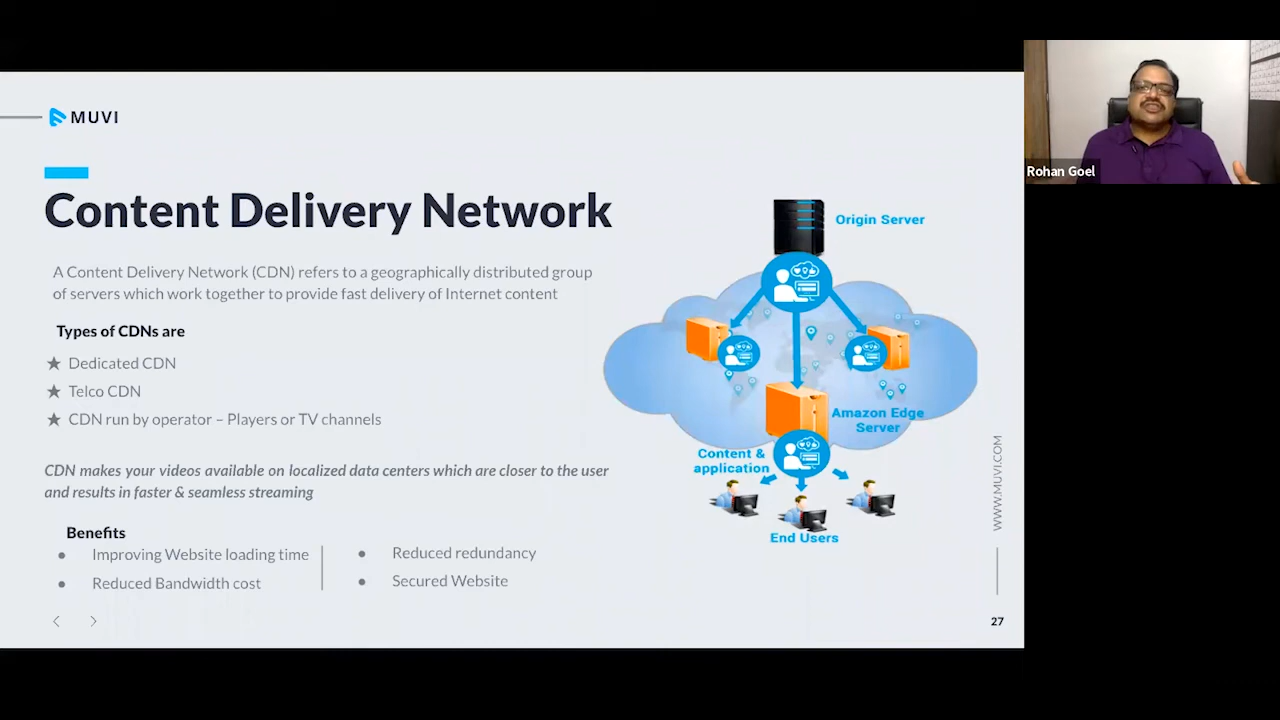 MUVI
Content Delivery Network
A Content Delivery Network (CDN) refers to a geographically distributed group
of servers which work together to provide fast delivery of Internet content
Types of CDNs are
★ Dedicated CDN
★ Telco CDN
★ CDN run by operator – Players or TV channels
CDN makes your videos available on localized data centers which are closer to the user
and results in faster & seamless streaming
Benefits
● Improving Website loading time
● Reduced Bandwidth cost
● Reduced redundancy
● Secured Website
Origin Server
Amazon Edge
Server
Content &
application
End Users
WWW.MUVI.COM
27
Rohan Goel